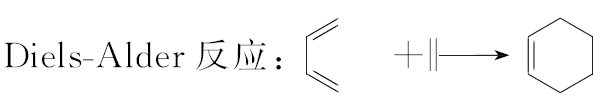 Diels-Alder 反应： +